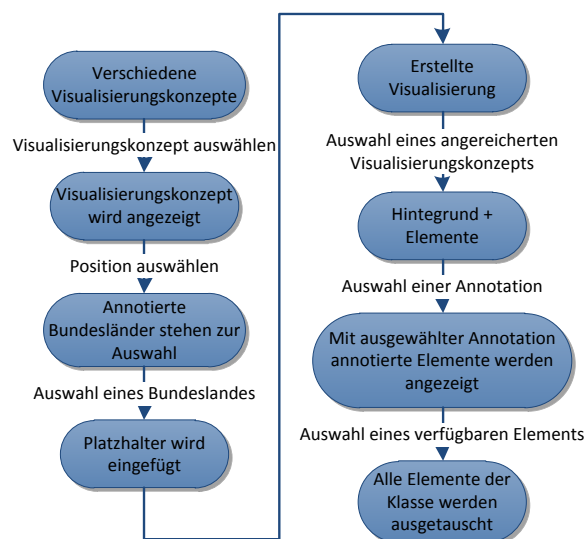 Verschiedene
Visualisierungskonzepte
Visualisierungskonzept auswählen
Visualisierungskonzept
wird angezeigt
Position auswählen
Annotierte
Bundesländer stehen zur
Auswahl
Auswahl eines Bundeslandes
Platzhalter wird
eingefügt
Erstellte
Visualisierung
Auswahl eines angereicherten
Visualisierungskonzepts
Hintegrund +
Elemente
Auswahl einer Annotation
Mit ausgewählter Annotation
annotierte Elemente werden
angezeigt
Auswahl eines verfügbaren Elements
Alle Elemente der
Klasse werden
ausgetauscht